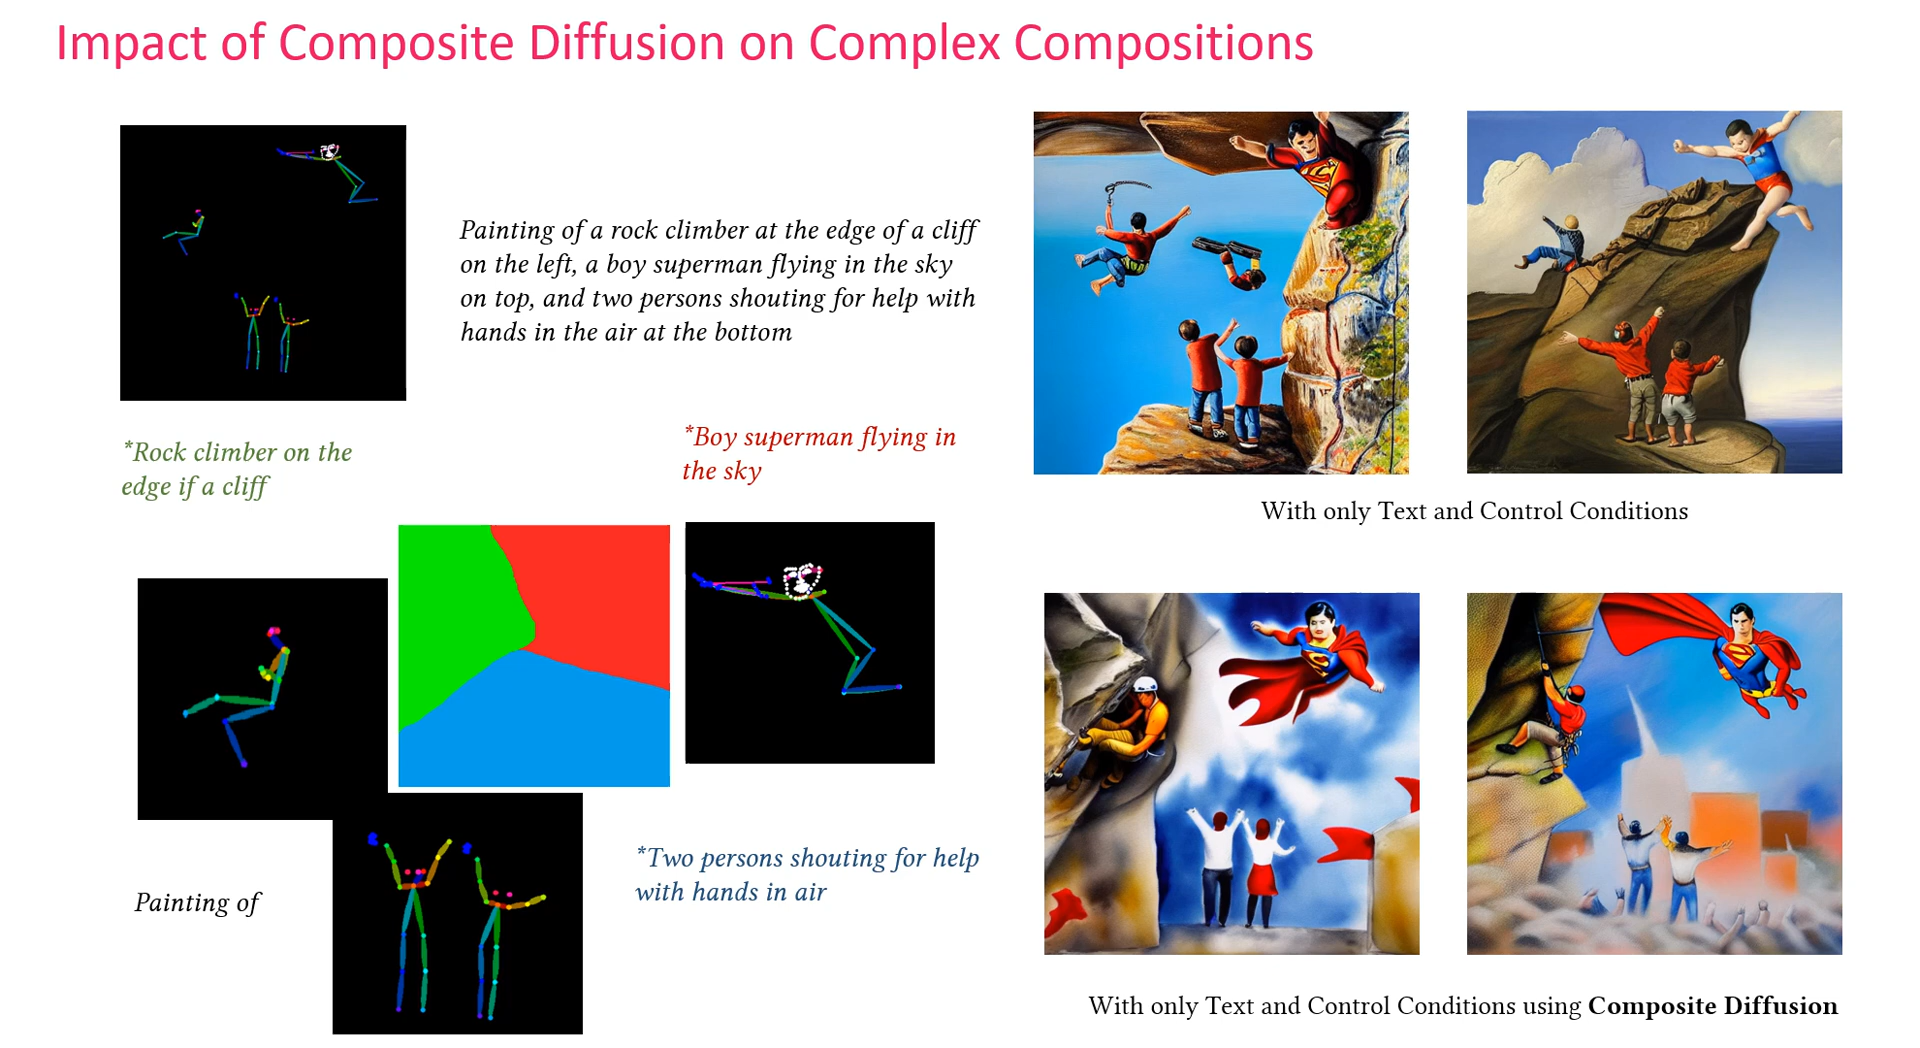 Impact of Composite Diffusion on Complex Compositions
Painting of a rock climber at the edge of a cliff
on the left, a boy superman flying in the sky
on top, and two persons shouting for help with
hands in the air at the bottom
*Rock climber on the
edge if a cliff
*Boy superman flying in
the sky
With only Text and Control Conditions
Painting of
*Two persons shouting for help
with hands in air
With only Text and Control Conditions using Composite Diffusion